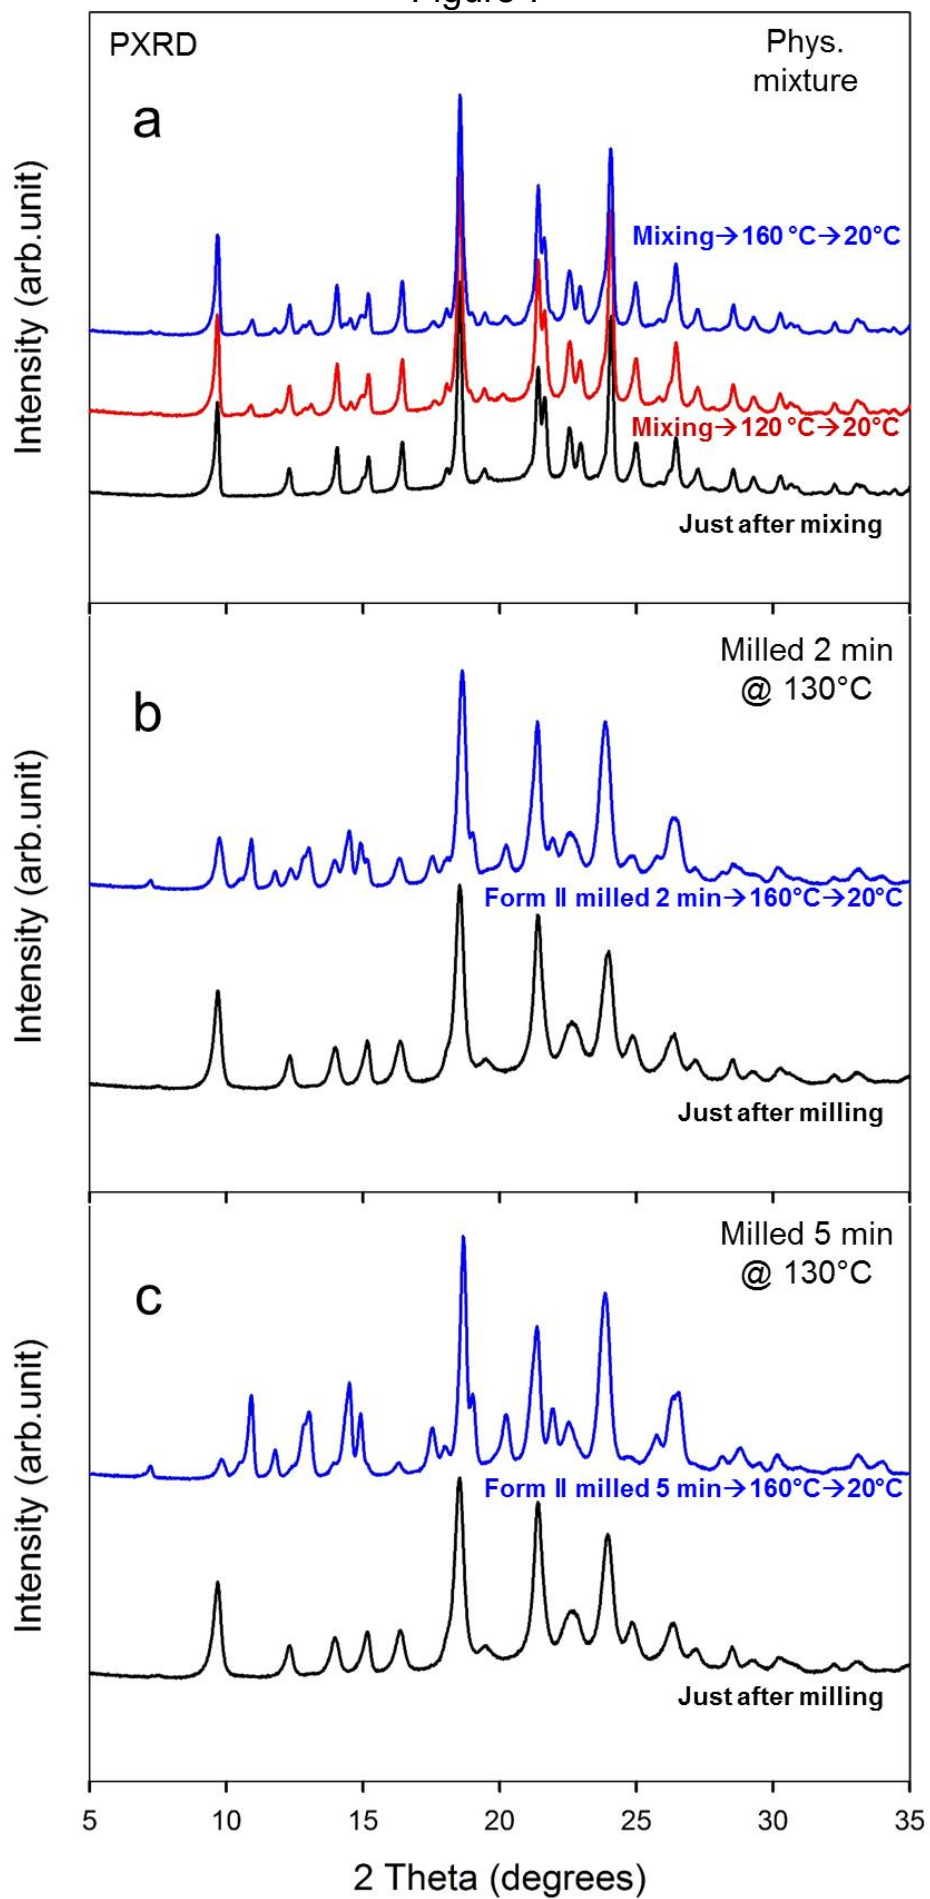 PXRD
Phys.
mixture
a
Intensity (arb.unit)
Mixing→160 °C→20°C
Mixing→120 °C→20°C
Just after mixing
Milled 2 min
@ 130°C
b
Intensity (arb.unit)
Form II milled 2 min→160°C→20°C
Just after milling
Milled 5 min
@ 130°C
c
Intensity (arb.unit)
Form II milled 5 min→160°C→20°C
Just after milling
5 10 15 20 25 30 35
2 Theta (degrees)